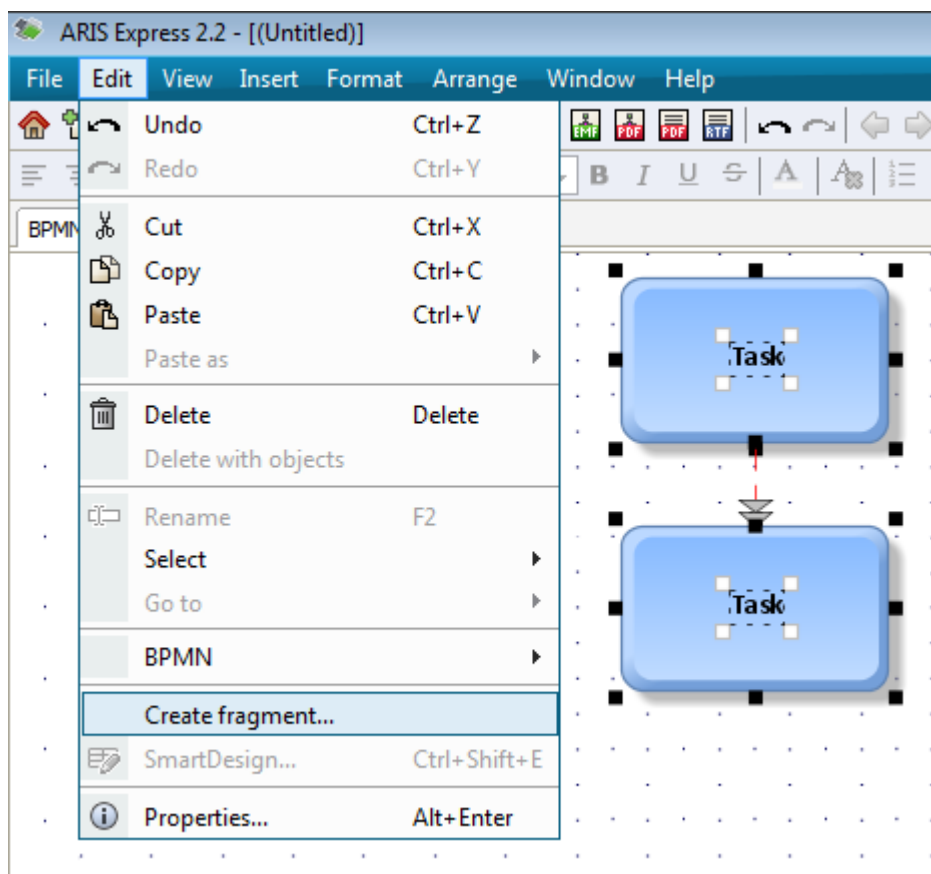 ARIS Express 2.2 - [(Untitled)]
File Edit View Insert Format Arrange Window Help
EMF PDF PDF RTF
Undo Ctrl+Z
Redo Ctrl+Y
B I U S A A
BPMN
Cut Ctrl+X
Copy Ctrl+C
Paste Ctrl+V
Paste as
Delete Delete
Delete with objects
Rename F2
Select
Go to
BPMN
Create fragment...
SmartDesign... Ctrl+Shift+E
Properties... Alt+Enter
Task
Task